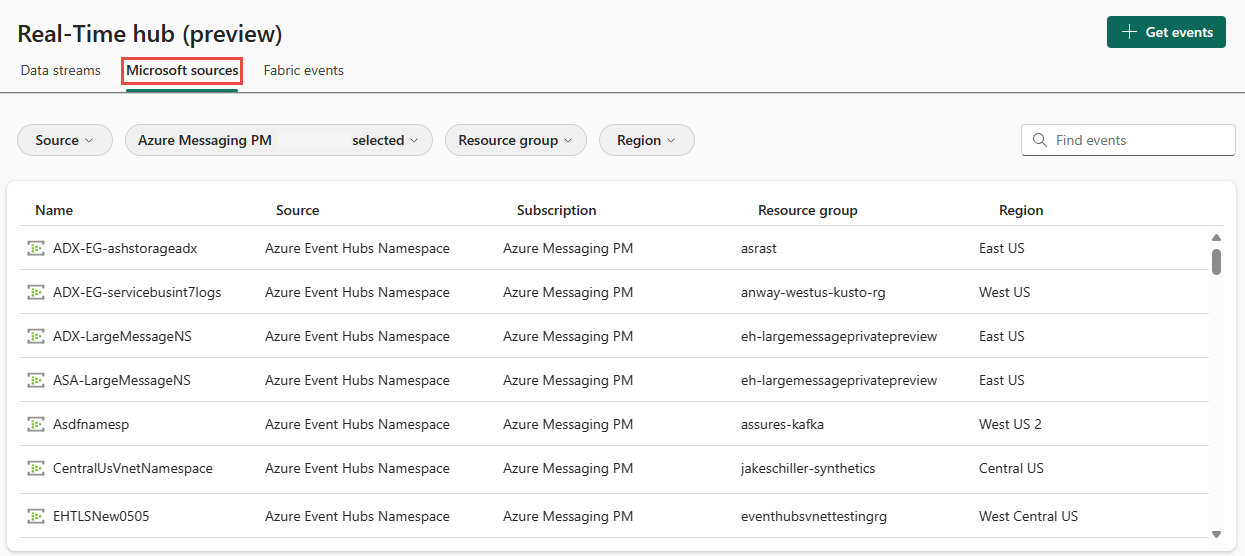 Real-Time hub (preview)
Get events
Data streams Microsoft sources Fabric events
Source Azure Messaging PM selected Resource group Region Find events
Name Source Subscription Resource group Region
ADX-EG-ashstorageadx Azure Event Hubs Namespace Azure Messaging PM asrast East US
ADX-EG-servicebusint7logs Azure Event Hubs Namespace Azure Messaging PM anway-westus-kusto-rg West US
ADX-LargeMessageNS Azure Event Hubs Namespace Azure Messaging PM eh-largemessageprivatepreview East US
ASA-LargeMessageNS Azure Event Hubs Namespace Azure Messaging PM eh-largemessageprivatepreview East US
Asdfnamesp Azure Event Hubs Namespace Azure Messaging PM assures-kafka West US 2
CentralUsVnetNamespace Azure Event Hubs Namespace Azure Messaging PM jakeschiller-synthetics Central US
EHTLSNew0505 Azure Event Hubs Namespace Azure Messaging PM eventhubsvnettestingrg West Central US